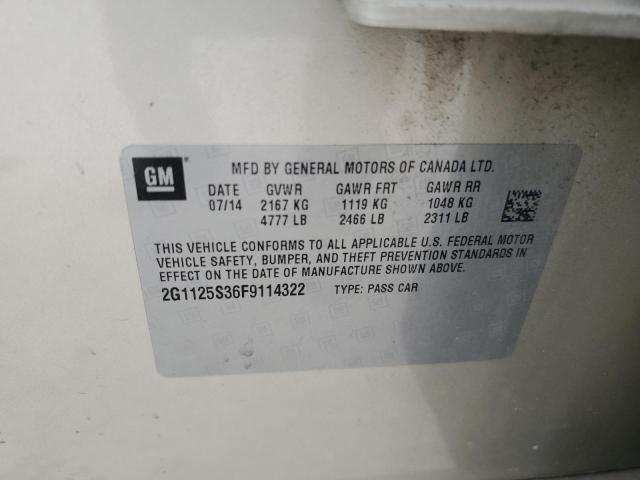 GM
MFD BY GENERAL MOTORS OF CANADA LTD.
DATE GVWR GAWR FRT GAWR RR
07/14 2167 KG 1119 KG 1048 KG
4777 LB 2466 LB 2311 LB
THIS VEHICLE CONFORMS TO ALL APPLICABLE U.S. FEDERAL MOTOR
VEHICLE SAFETY, BUMPER, AND THEFT PREVENTION STANDARDS IN
EFFECT ON THE DATE OF MANUFACTURE SHOWN ABOVE.
2G1125S36F9114322 TYPE: PASS CAR